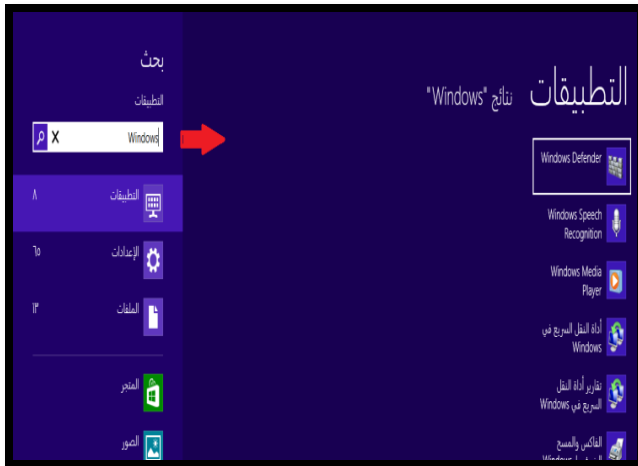 التطبيقات نتائج "Windows"
Windows Defender
Windows Speech
Recognition
Windows Media
Player
أداة النقل السريع في
Windows
تقارير أداة النقل
السريع في Windows
الفاكس والمسح
بحث
التطبيقات
Windows
التطبيقات ٨
الإعدادات ٦٥
الملفات ١٣
المتجر
الصور